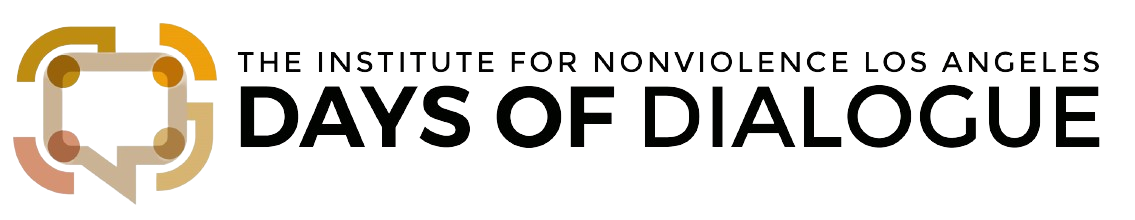 THE INSTITUTE FOR NONVIOLENCE LOS ANGELES
DAYS OF DIALOGUE